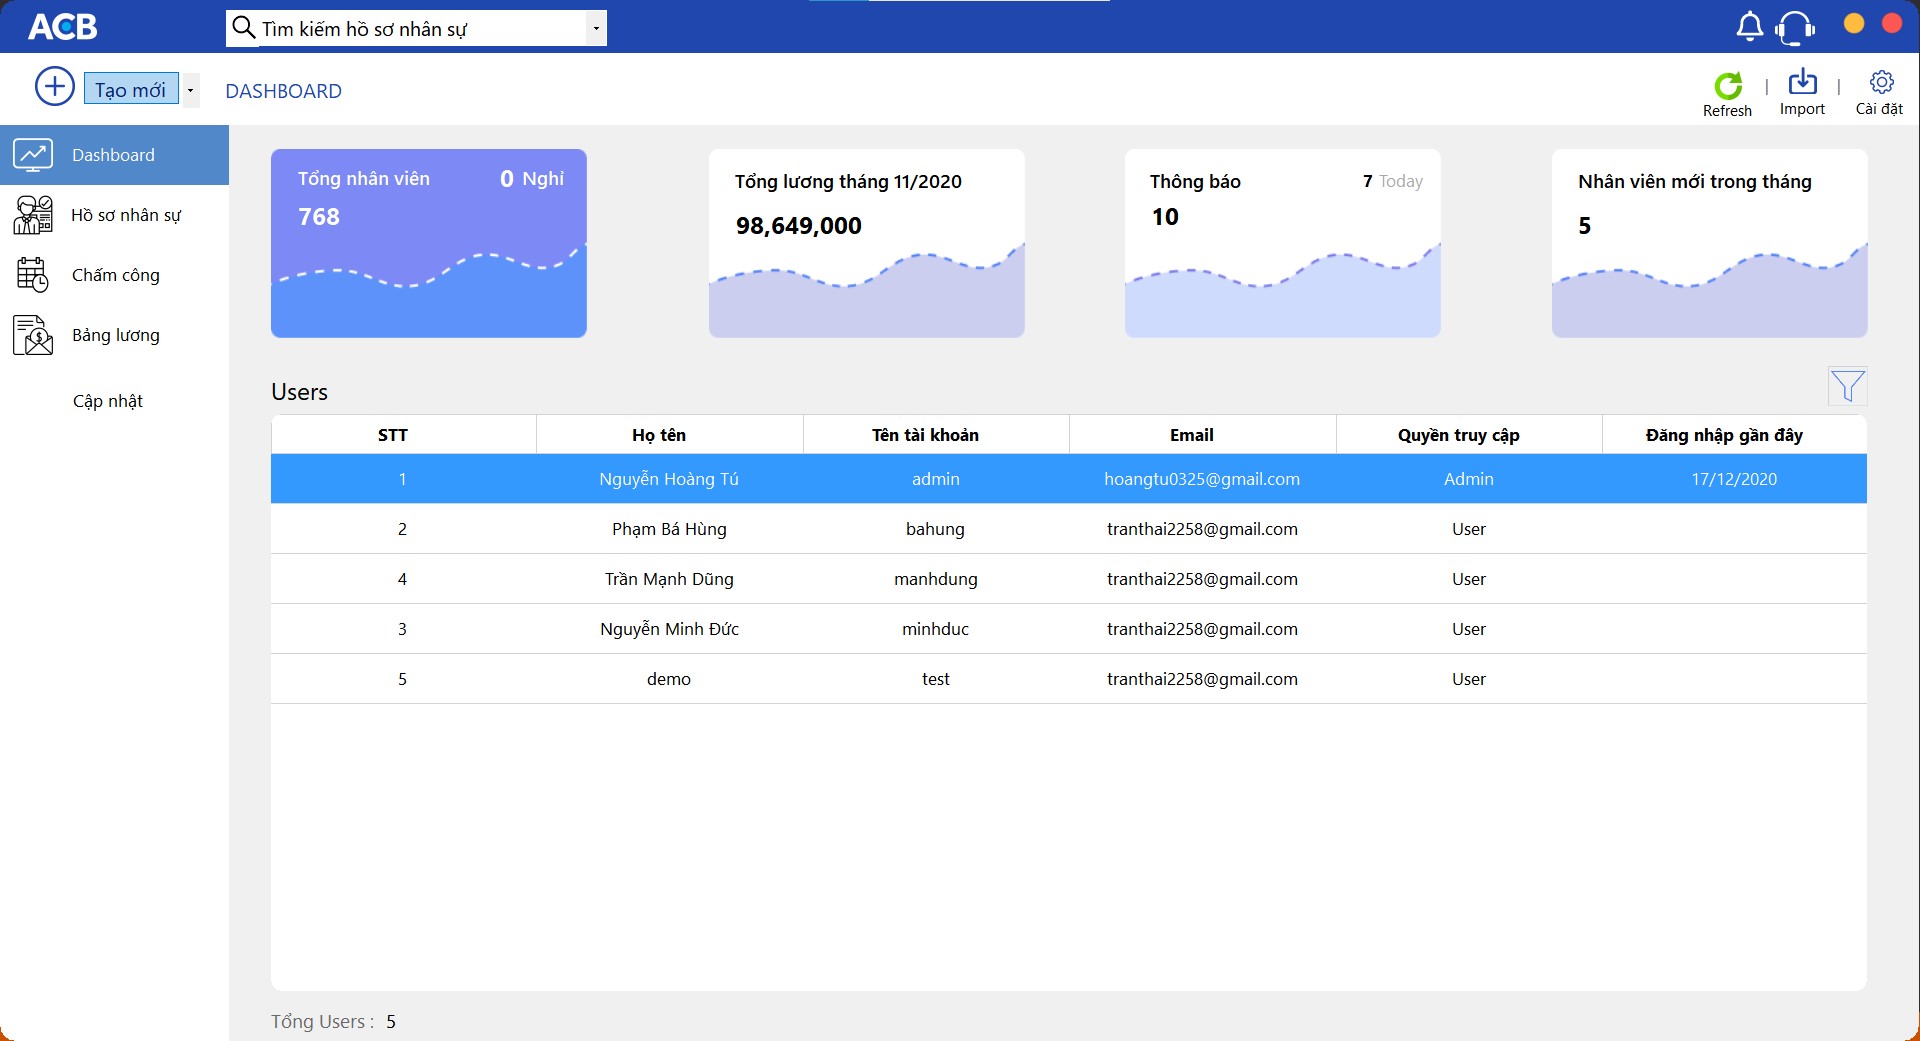 ACB
Tìm kiếm hồ sơ nhân sự
Tạo mới
DASHBOARD
Refresh
Import
Cài đặt
Dashboard
Hồ sơ nhân sự
Chấm công
Bảng lương
Cập nhật
Tổng nhân viên 0 Nghỉ
768
Tổng lương tháng 11/2020
98,649,000
Thông báo 7 Today
10
Nhân viên mới trong tháng
5
Users
STT Họ tên Tên tài khoản Email Quyền truy cập Đăng nhập gần đây
1 Nguyễn Hoàng Tú admin hoangtu0325@gmail.com Admin 17/12/2020
2 Phạm Bá Hùng bahung tranthai2258@gmail.com User
4 Trần Mạnh Dũng manhdung tranthai2258@gmail.com User
3 Nguyễn Minh Đức minhduc tranthai2258@gmail.com User
5 demo test tranthai2258@gmail.com User
Tổng Users : 5